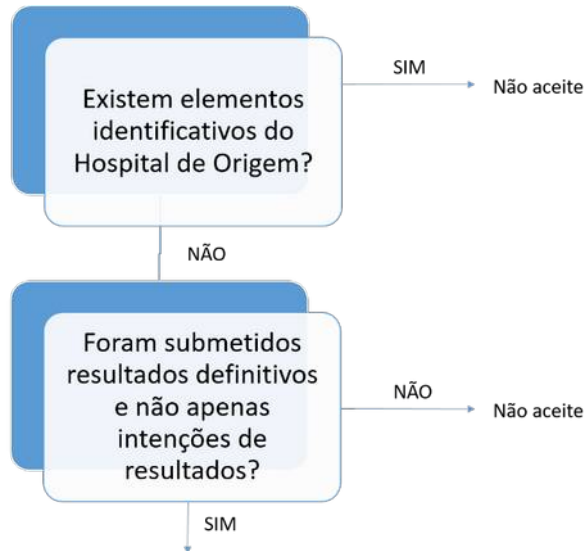 Existem elementos
identificativos do
Hospital de Origem?
SIM
Não aceite
NÃO
Foram submetidos
resultados definitivos
e não apenas
intenções de
resultados?
NÃO
Não aceite
SIM